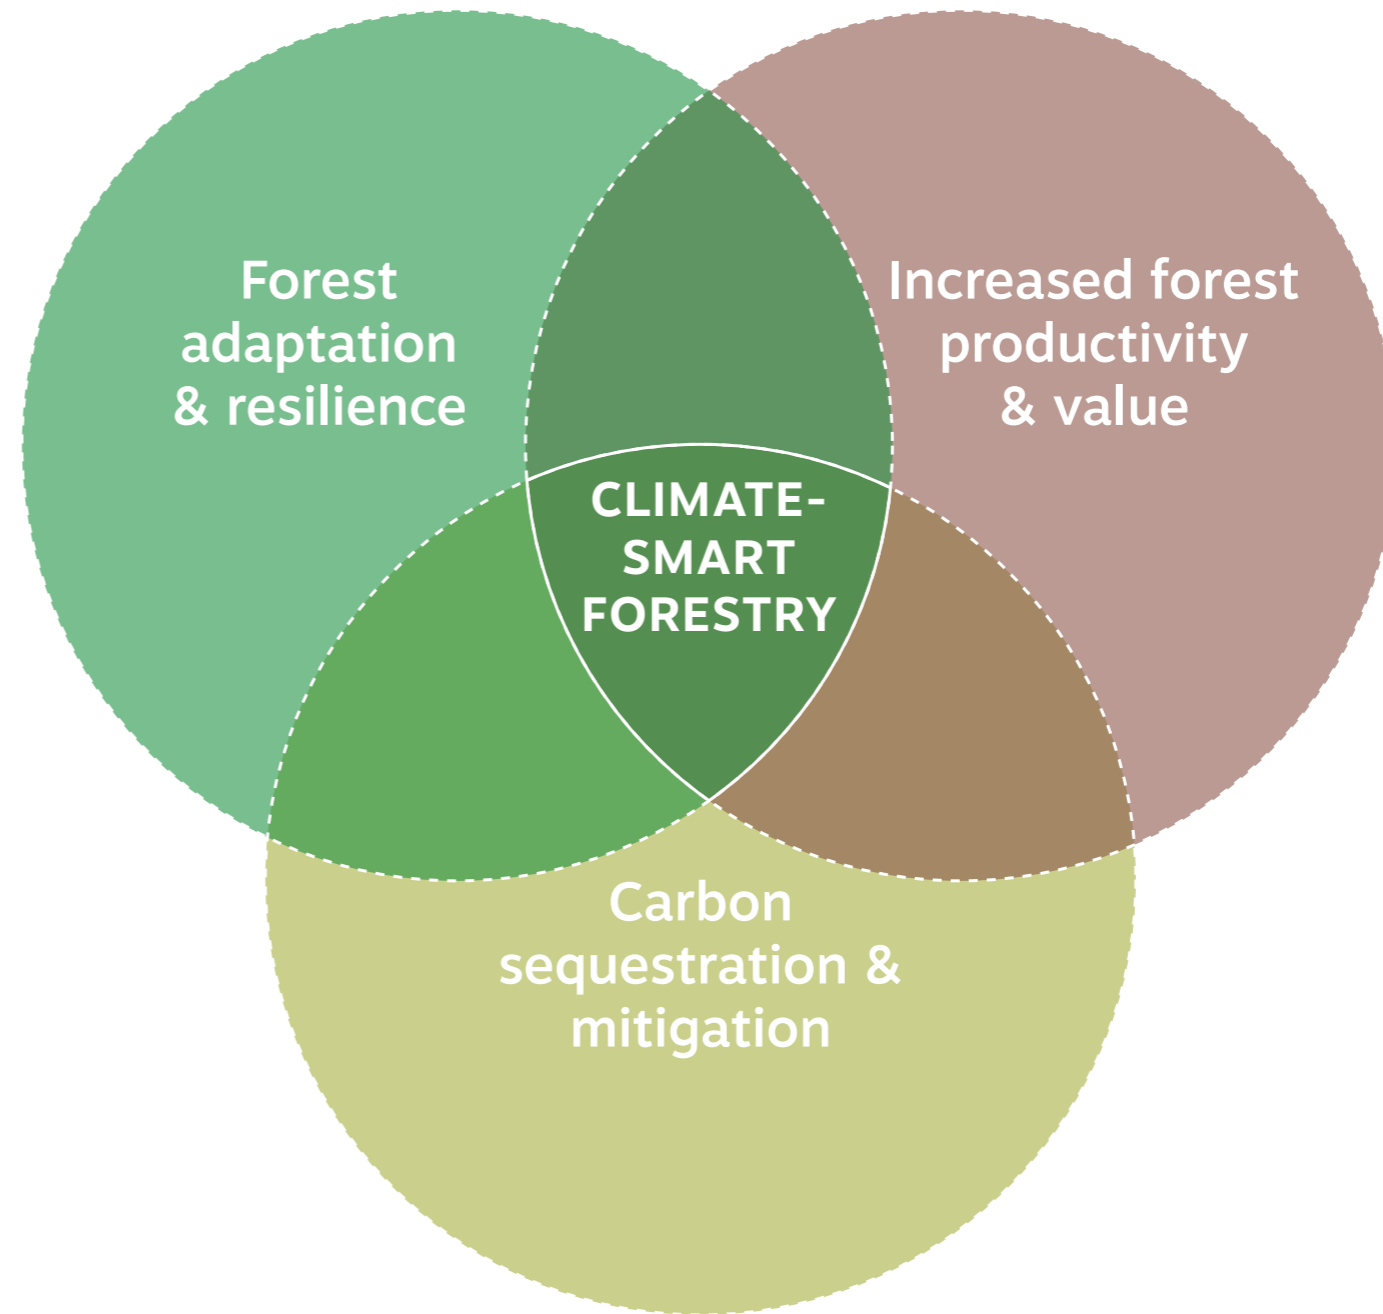 Forest
adaptation
& resilience
Increased forest
productivity
& value
CLIMATE-
SMART
FORESTRY
Carbon
sequestration &
mitigation